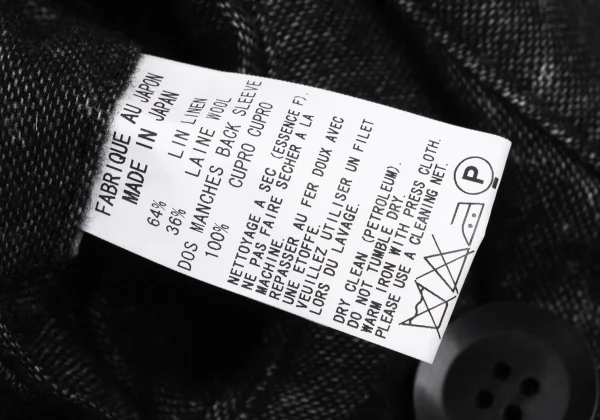 FABRIQUE AU JAPON
MADE IN JAPAN
64% LIN LINEN
36% LAINE WOOL
DOS MANCHES BACK SLEEVE
100% CUPRO CUPRO
NETTOYAGE A SEC (ESSENCE F).
NE PAS FAIRE SECHER A LA
MACHINE.
REPASSER AU FER DOUX AVEC
UNE ETOFFE.
VEUILLEZ UTILISER UN FILET
LORS DU LAVAGE.
DRY CLEAN (PETROLEUM).
DO NOT TUMBLE DRY.
WARM IRON WITH PRESS CLOTH.
PLEASE USE A CLEANING NET.
P